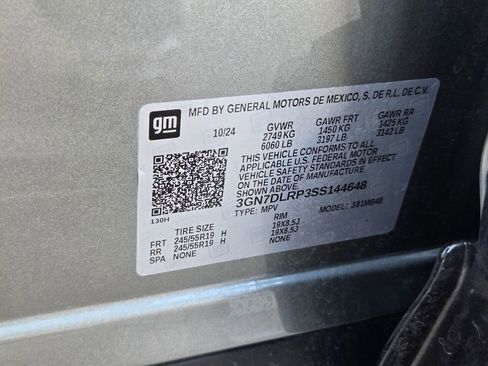 gm
MFD BY GENERAL MOTORS DE MEXICO, S. DE R.L. DE C.V.
10/24 GVWR GAWR FRT GAWR RR
2749 KG 1450 KG 1425 KG
6060 LB 3197 LB 3142 LB
THIS VEHICLE CONFORMS TO ALL
APPLICABLE U.S. FEDERAL MOTOR
VEHICLE SAFETY STANDARDS IN EFFECT
ON THE DATE OF MANUFACTURE
SHOWN ABOVE.
3GN7DLRP3SS144648
TYPE: MPV MODEL: 381MB48
130H
TIRE SIZE RIM
FRT 245/55R19 H 19X8.5J
RR 245/55R19 H 19X8.5J
SPA NONE NONE